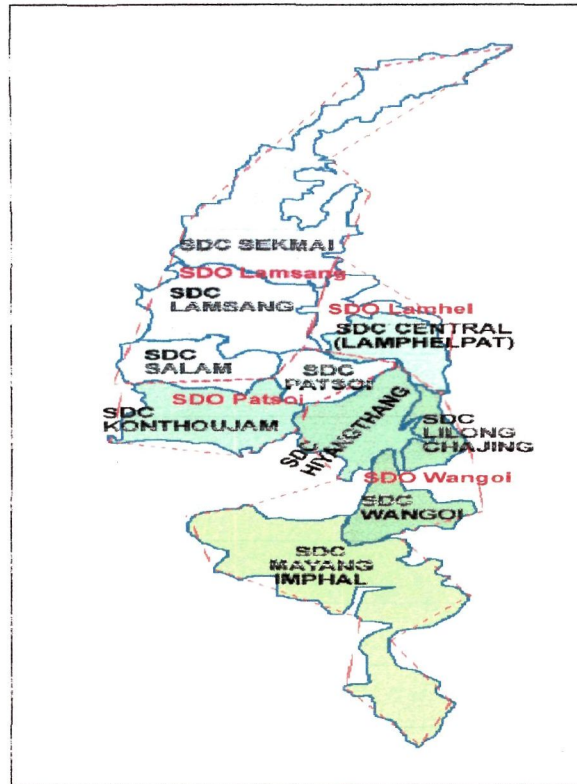 SDC SEKMAI
SDO Lamsang
SDC
LAMSANG
SDO Lamhel
SDC CENTRAL
(LAMPHELPAT)
SDC
SALAM
SDC
PATSOI
SDO Patsoi
SDC
KONTHOUJAM
SDC
HIYANGTHANG
SDC
LILONG
CHAJING
SDO Wangoi
SDC
WANGOI
SDC
MAYANG
IMPHAL